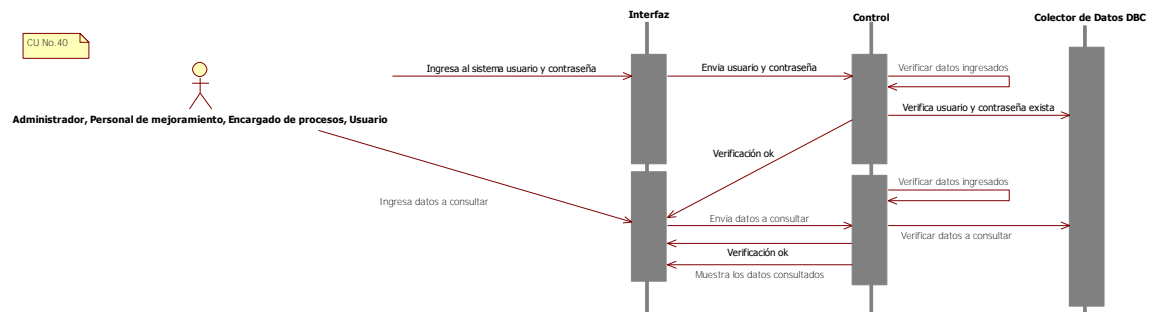 Interfaz
Control
Colector de Datos DBC
CU No.40
Ingresa al sistema usuario y contraseña
Envia usuario y contraseña
Verificar datos ingresados
Verifica usuario y contraseña exista
Administrador, Personal de mejoramiento, Encargado de procesos, Usuario
Verificación ok
Verificar datos ingresados
Ingresa datos a consultar
Envia datos a consultar
Verificar datos a consultar
Verificación ok
Muestra los datos consultados